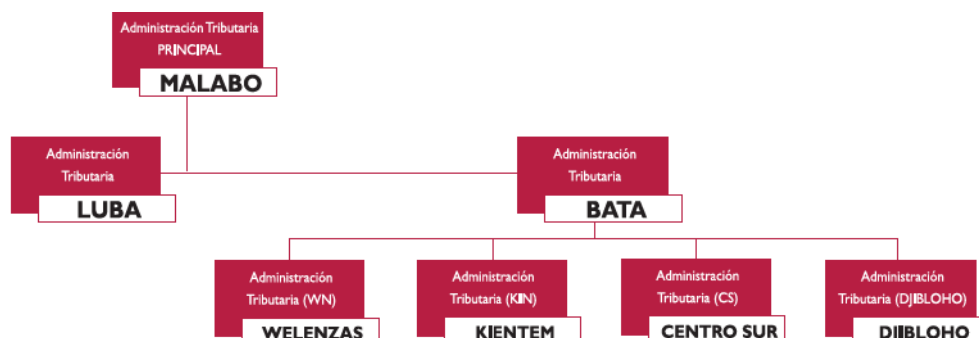 Administración Tributaria
PRINCIPAL
MALABO
Administración
Tributaria
LUBA
Administración
Tributaria
BATA
Administración
Tributaria (WN)
WELENZAS
Administración
Tributaria (KIN)
KIENTEM
Administración
Tributaria (CS)
CENTRO SUR
Administración
Tributaria (DJIBLOHO)
DJIBLOHO